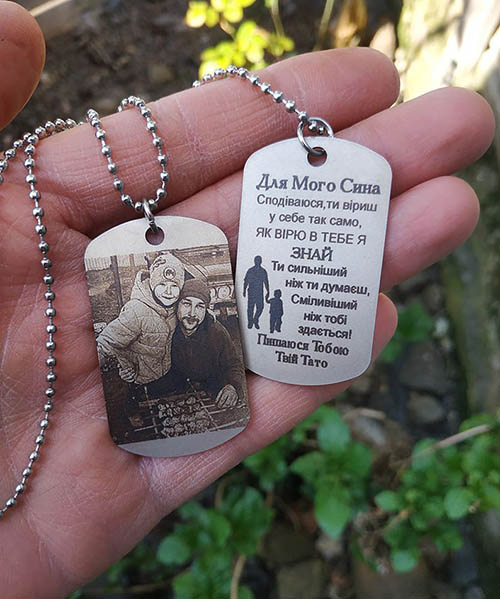 Для Мого Сина
Сподіваюся,ти віриш
у себе так само,
ЯК ВІРЮ В ТЕБЕ Я
ЗНАЙ
Ти сильніший
ніж ти думаєш,
Сміливіший
ніж тобі
здається!
Пишаюся Тобою
Твій Тато